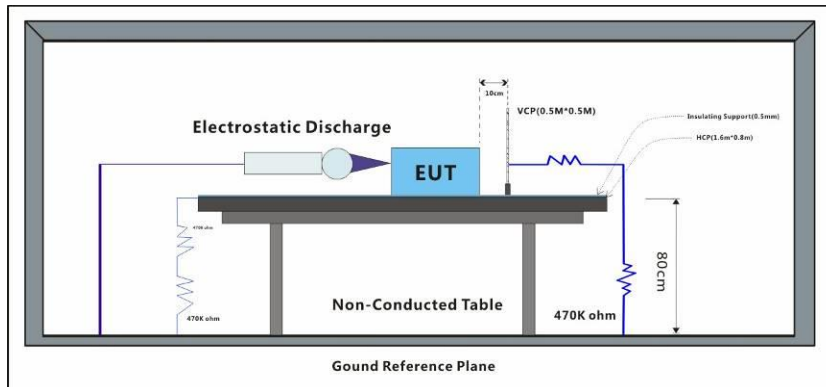 10cm
VCP(0.5M*0.5M)
Insulating Support(0.5mm)
HCP(1.6m*0.8m)
Electrostatic Discharge
EUT
470K ohm
80cm
Non-Conducted Table
470K ohm
470K ohm
Gound Reference Plane